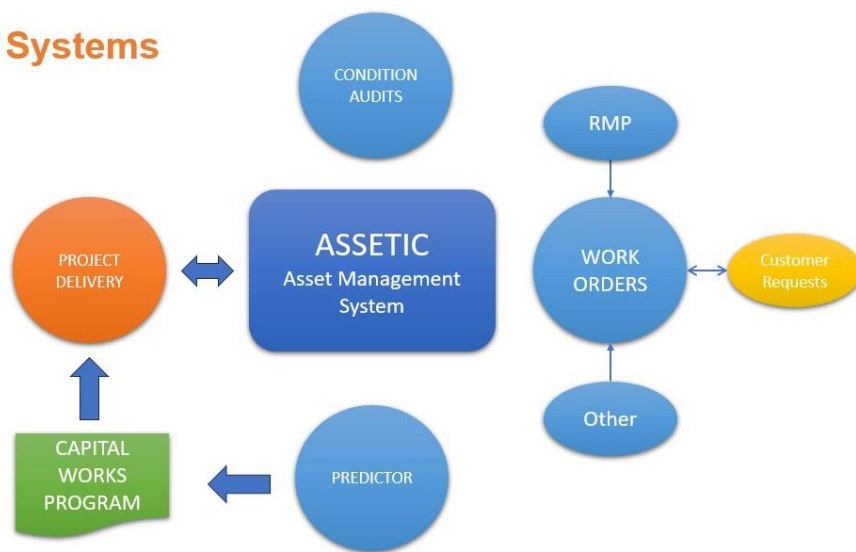 Systems
CONDITION
AUDITS
RMP
PROJECT
DELIVERY
ASSETIC
Asset Management
System
WORK
ORDERS
Customer
Requests
CAPITAL
WORKS
PROGRAM
PREDICTOR
Other